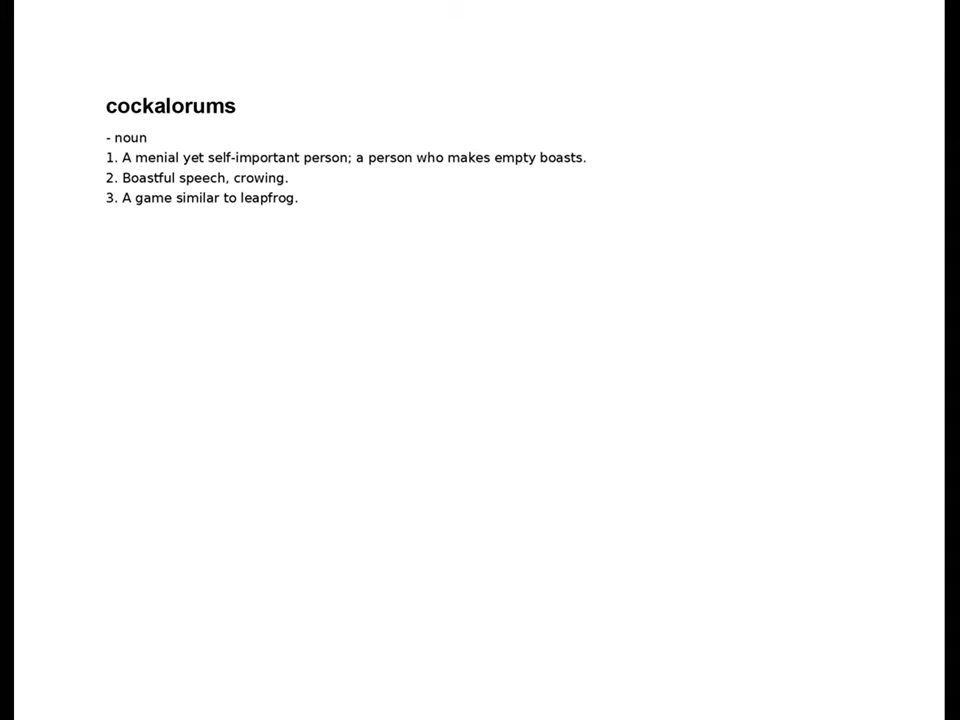 cockalorums
- noun
1. A menial yet self-important person; a person who makes empty boasts.
2. Boastful speech, crowing.
3. A game similar to leapfrog.